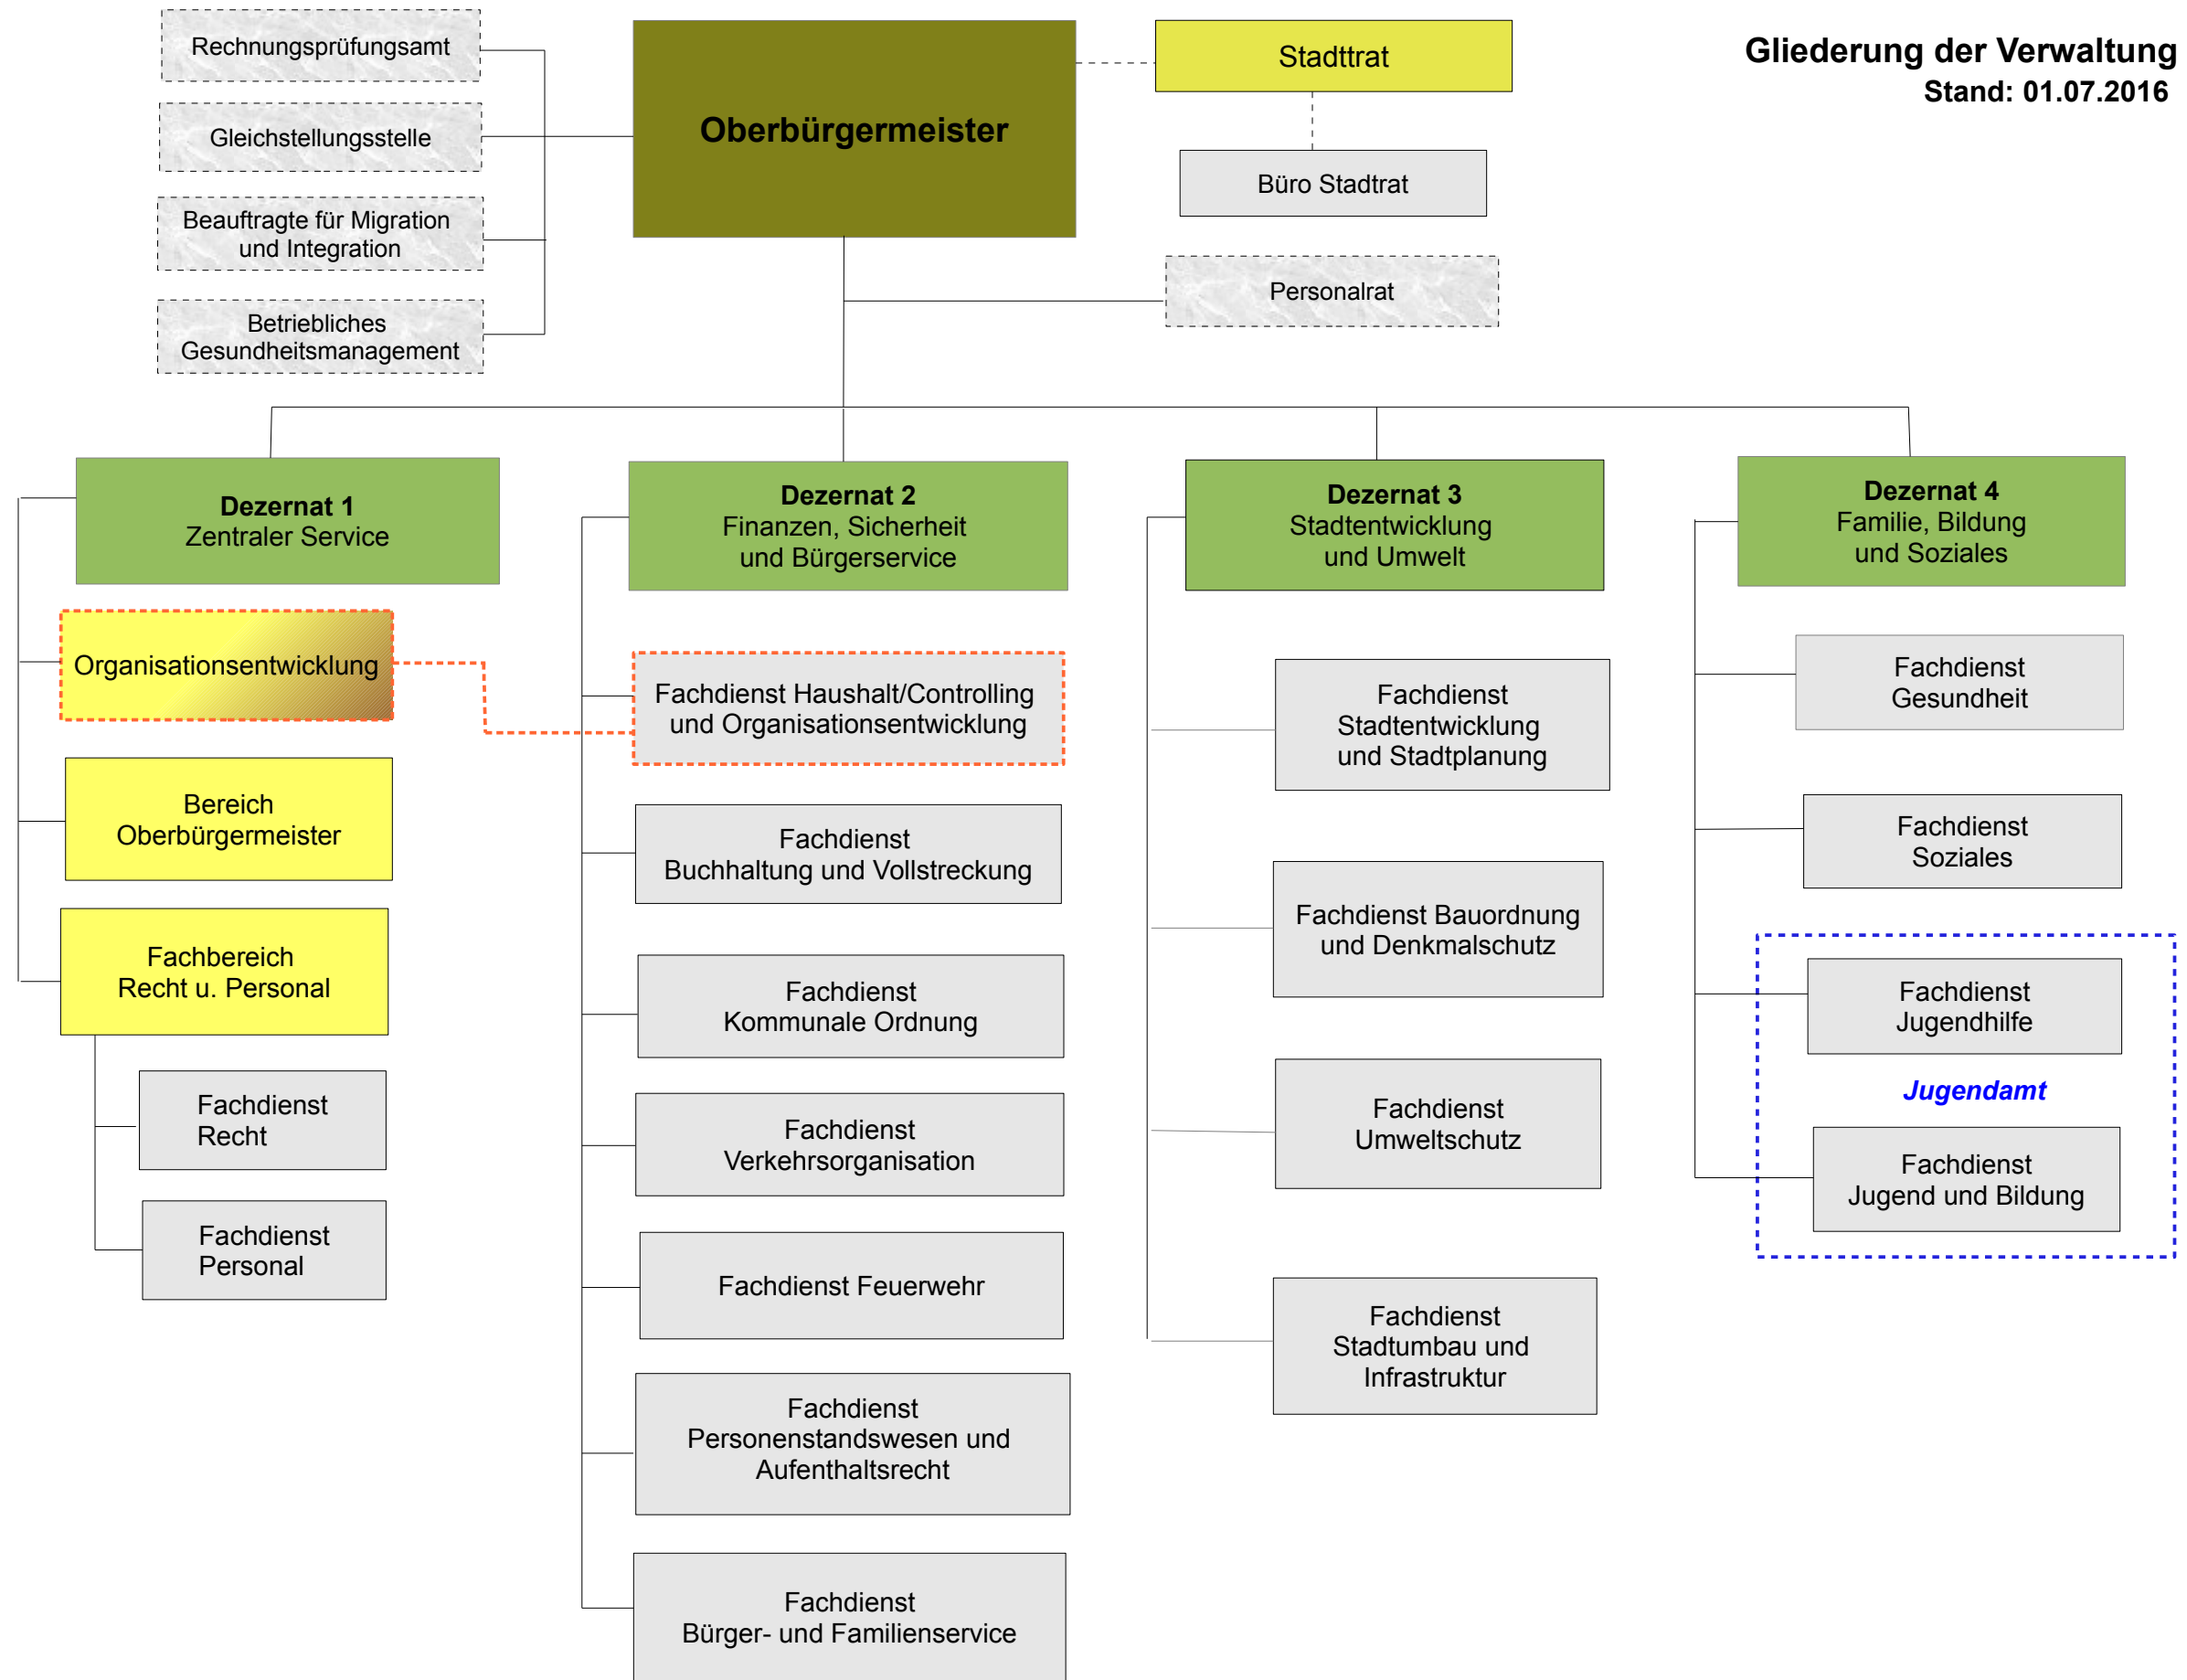 Gliederung der Verwaltung
Stand: 01.07.2016
Rechnungsprüfungsamt
Gleichstellungsstelle
Beauftragte für Migration
und Integration
Betriebliches
Gesundheitsmanagement
Oberbürgermeister
Stadttrat
Büro Stadtrat
Personalrat
Dezernat 1
Zentraler Service
Organisationsentwicklung
Bereich
Oberbürgermeister
Fachbereich
Recht u. Personal
Fachdienst
Recht
Fachdienst
Personal
Dezernat 2
Finanzen, Sicherheit
und Bürgerservice
Fachdienst Haushalt/Controlling
und Organisationsentwicklung
Fachdienst
Buchhaltung und Vollstreckung
Fachdienst
Kommunale Ordnung
Fachdienst
Verkehrsorganisation
Fachdienst Feuerwehr
Fachdienst
Personenstandswesen und
Aufenthaltsrecht
Fachdienst
Bürger- und Familienservice
Dezernat 3
Stadtentwicklung
und Umwelt
Fachdienst
Stadtentwicklung
und Stadtplanung
Fachdienst Bauordnung
und Denkmalschutz
Fachdienst
Umweltschutz
Fachdienst
Stadtumbau und
Infrastruktur
Dezernat 4
Familie, Bildung
und Soziales
Fachdienst
Gesundheit
Fachdienst
Soziales
Fachdienst
Jugendhilfe
Jugendamt
Fachdienst
Jugend und Bildung